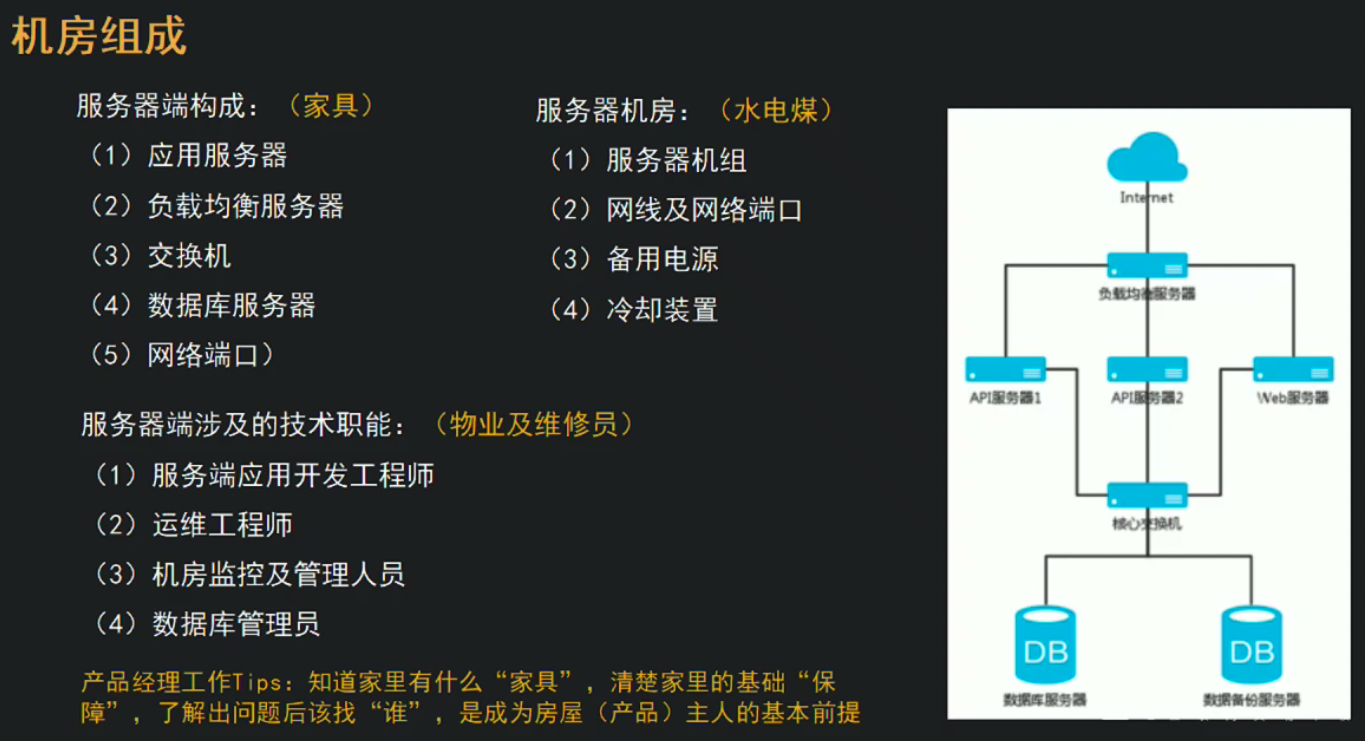 机房组成
服务器端构成：（家具）
（1）应用服务器
（2）负载均衡服务器
（3）交换机
（4）数据库服务器
（5）网络端口）
服务器机房：（水电煤）
（1）服务器机组
（2）网线及网络端口
（3）备用电源
（4）冷却装置
服务器端涉及的技术职能：（物业及维修员）
（1）服务端应用开发工程师
（2）运维工程师
（3）机房监控及管理人员
（4）数据库管理员
产品经理工作Tips：知道家里有什么“家具”，清楚家里的基础“保
障”，了解出问题后该找“谁”，是成为房屋（产品）主人的基本前提
Internet
负载均衡服务器
API服务器1
API服务器2
Web服务器
核心交换机
DB
DB
数据库服务器
数据备份服务器